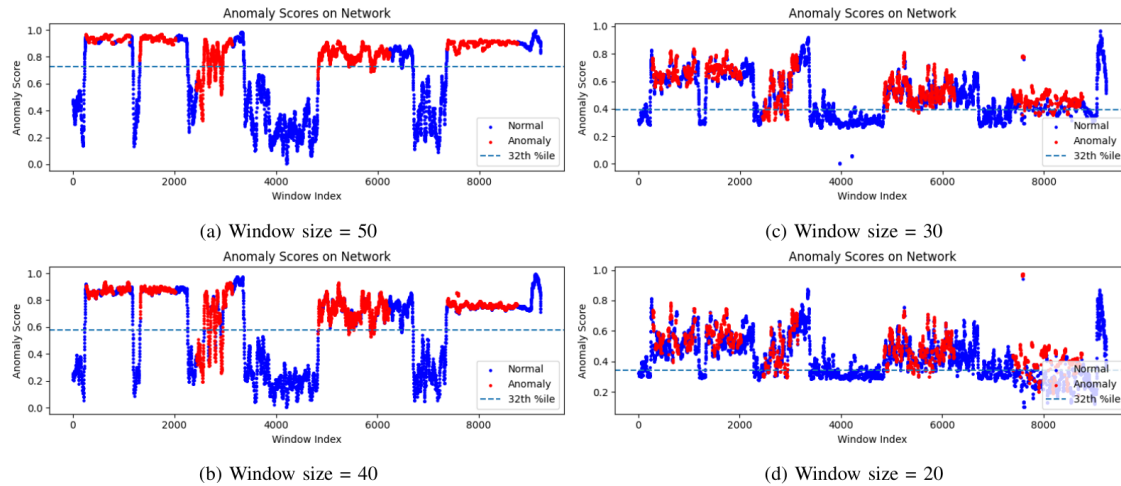 Anomaly Scores on Network
Anomaly Score
1.0
0.8
0.6
0.4
0.2
0.0
Normal
Anomaly
32th %ile
0
2000
4000
6000
8000
Window Index
(a) Window size = 50
Anomaly Scores on Network
Anomaly Score
1.0
0.8
0.6
0.4
0.2
0.0
Normal
Anomaly
32th %ile
0
2000
4000
6000
8000
Window Index
(c) Window size = 30
Anomaly Scores on Network
Anomaly Score
1.0
0.8
0.6
0.4
0.2
0.0
Normal
Anomaly
32th %ile
0
2000
4000
6000
8000
Window Index
(b) Window size = 40
Anomaly Scores on Network
Anomaly Score
1.0
0.8
0.6
0.4
0.2
Normal
Anomaly
32th %ile
0
2000
4000
6000
8000
Window Index
(d) Window size = 20